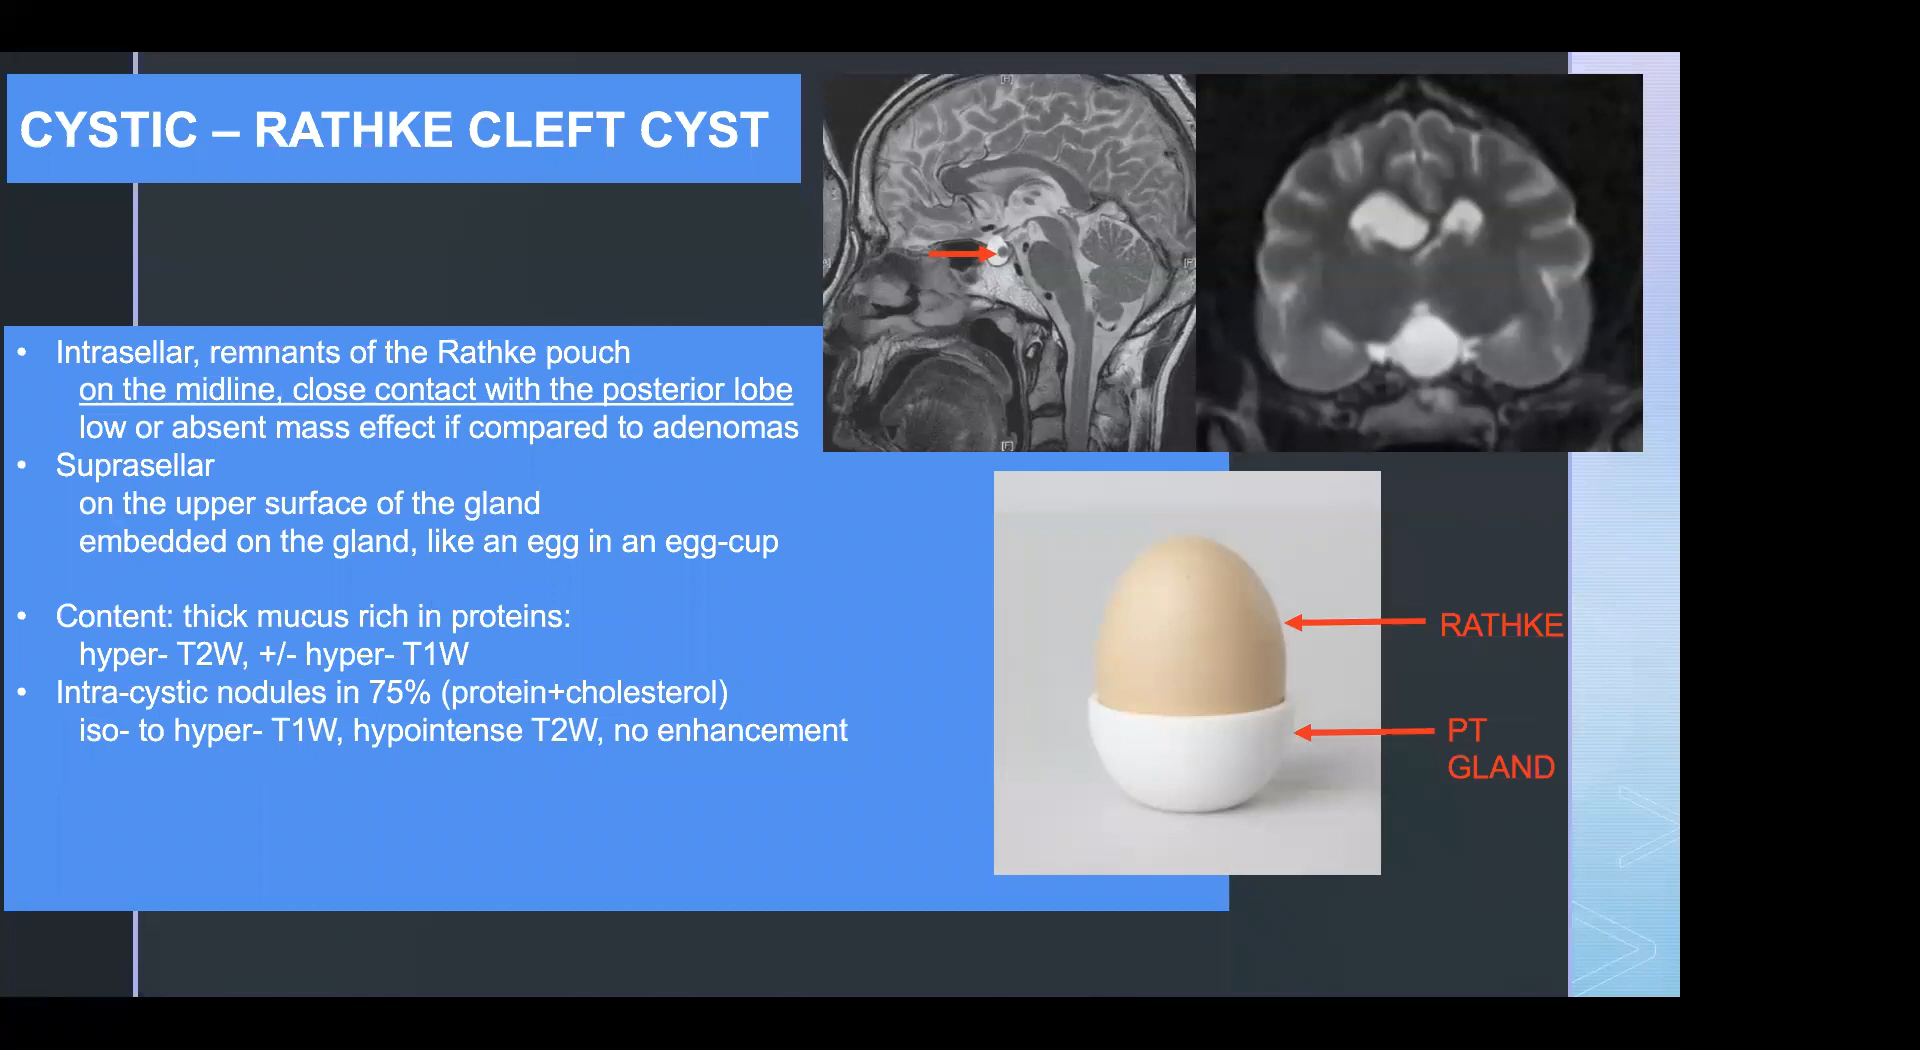 CYSTIC – RATHKE CLEFT CYST
• Intrasellar, remnants of the Rathke pouch
on the midline, close contact with the posterior lobe
low or absent mass effect if compared to adenomas
• Suprasellar
on the upper surface of the gland
embedded on the gland, like an egg in an egg-cup
• Content: thick mucus rich in proteins:
hyper- T2W, +/- hyper- T1W
• Intra-cystic nodules in 75% (protein+cholesterol)
iso- to hyper- T1W, hypointense T2W, no enhancement
[H]
[F]
RATHKE
PT
GLAND